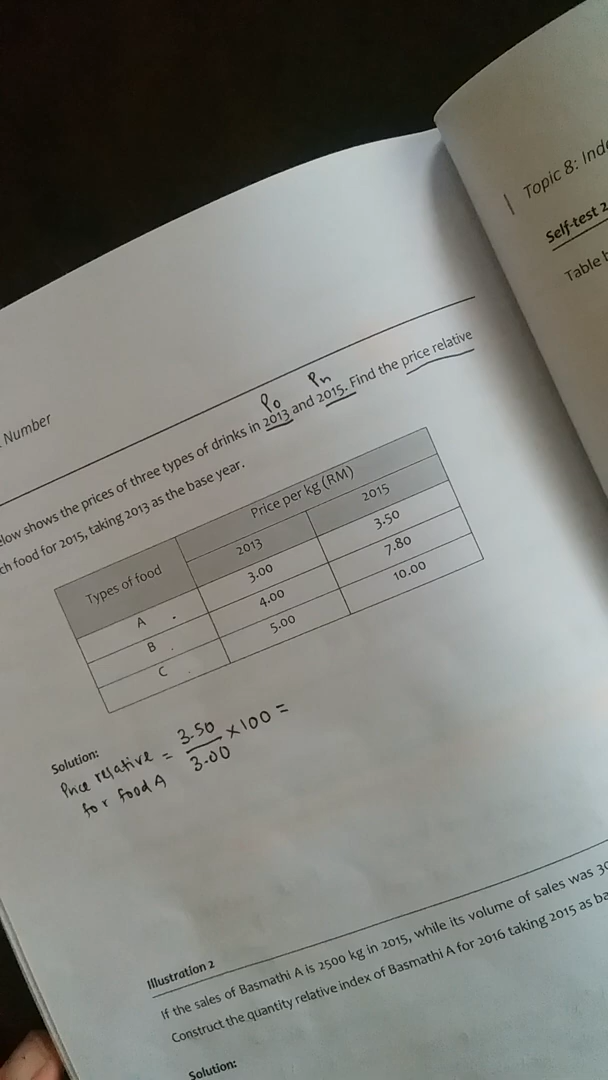 Topic 8: Inde
Self-test 2
Table b
Number
Po Pn
low shows the prices of three types of drinks in 2013 and 2015. Find the price relative
ch food for 2015, taking 2013 as the base year.
Types of food Price per kg (RM)
2013 2015
A 3.00 3.50
B 4.00 7.80
C 5.00 10.00
Solution:
Price relative = 3.50 × 100 =
for food A 3.00
Illustration 2
If the sales of Basmathi A is 2500 kg in 2015, while its volume of sales was 30
Construct the quantity relative index of Basmathi A for 2016 taking 2015 as ba
Solution: